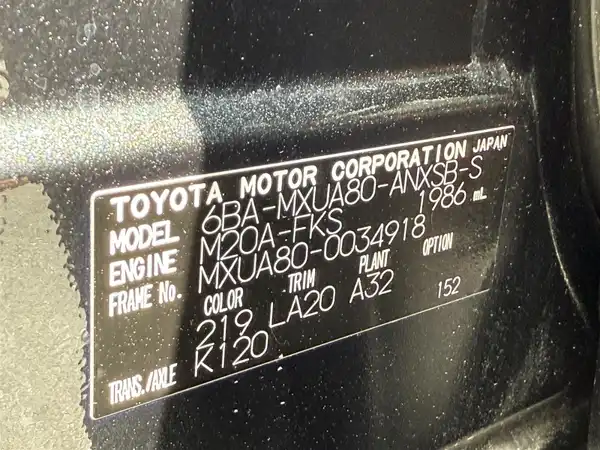 TOYOTA MOTOR CORPORATION JAPAN
MODEL 6BA-MXUA80-ANXSB-S
ENGINE M20A-FKS 1986 mL
FRAME No. MXUA80-0034918
COLOR TRIM PLANT OPTION
219 LA20 A32 152
TRANS./AXLE K120